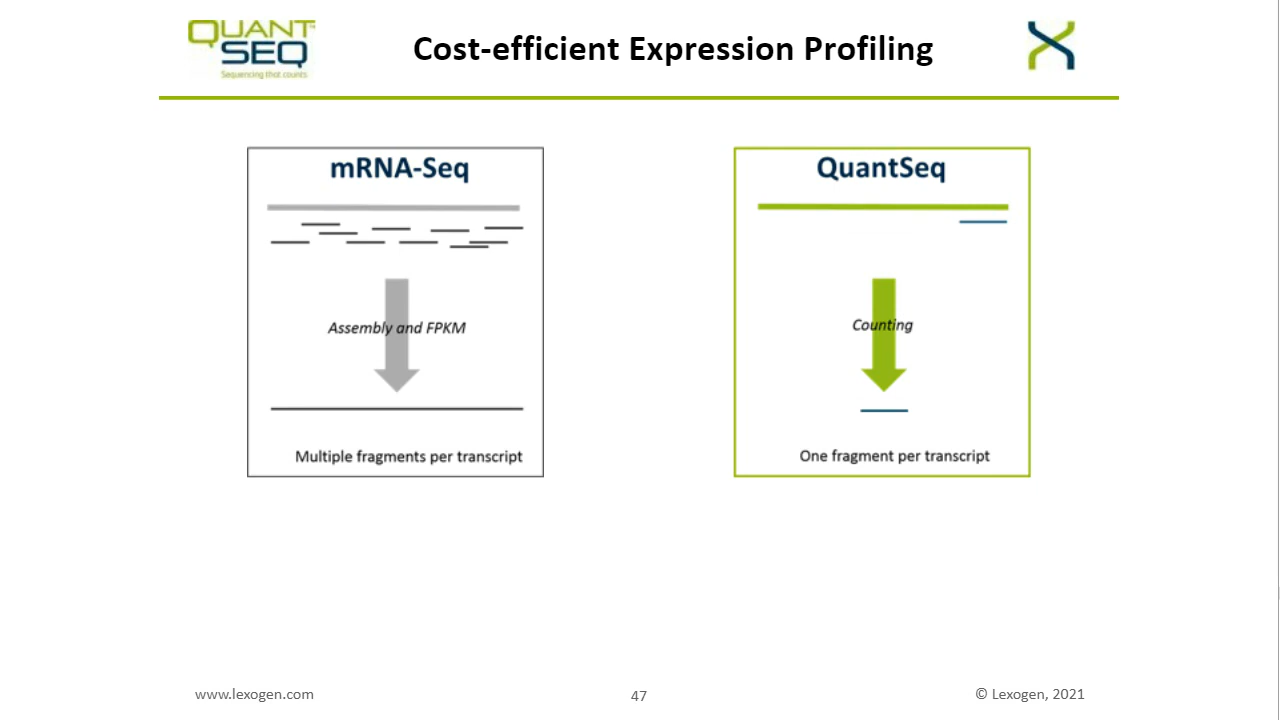 QUANT
SEQ
Sequencing that counts
Cost-efficient Expression Profiling
mRNA-Seq
Assembly and FPKM
Multiple fragments per transcript
QuantSeq
Counting
One fragment per transcript
www.lexogen.com
47
© Lexogen, 2021